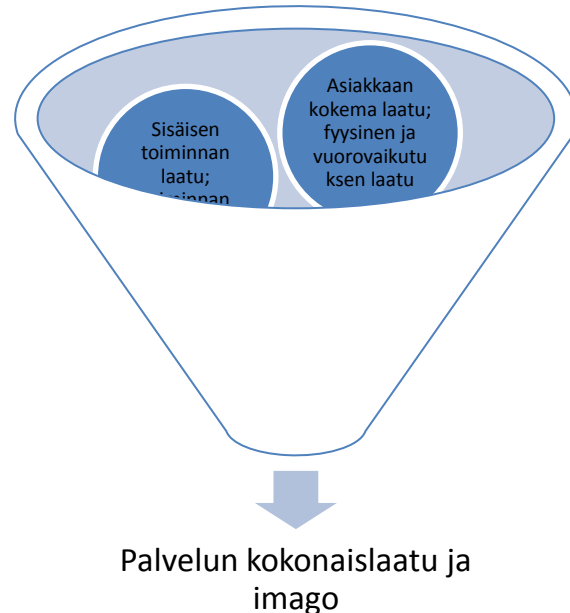 Sisäisen
toiminnan
laatu;
Asiakkaan
kokema laatu;
fyysinen ja
vuorovaikutu
ksen laatu
Palvelun kokonaislaatu ja
imago